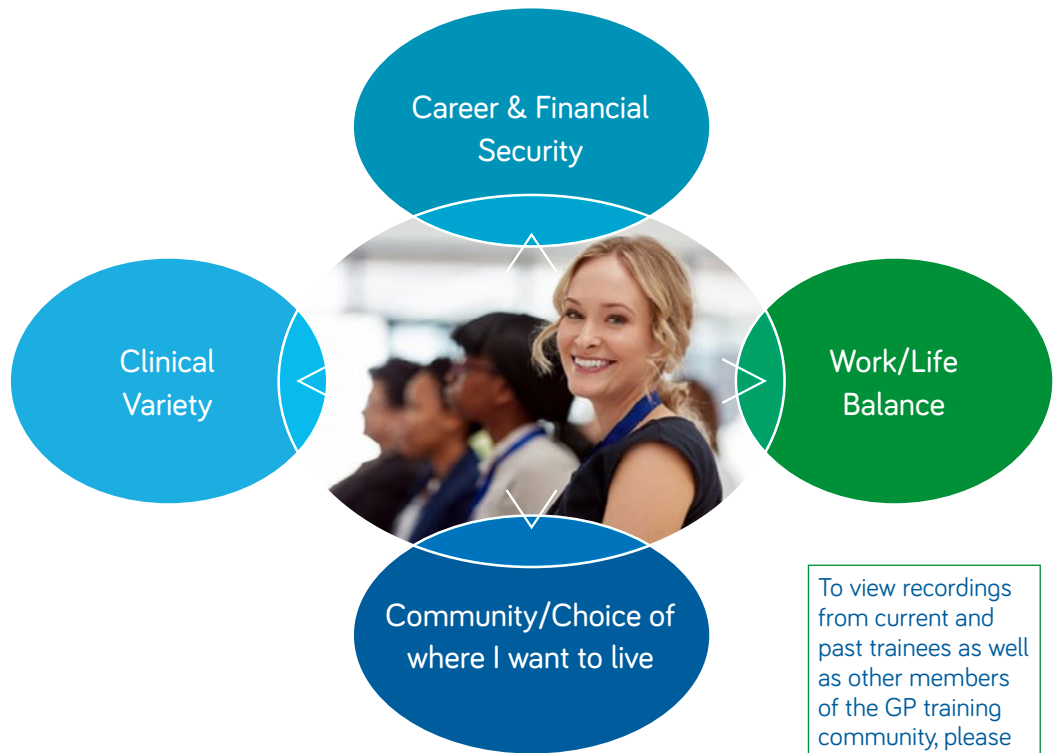 Career & Financial
Security
Clinical
Variety
Work/Life
Balance
Community/Choice of
where I want to live
To view recordings
from current and
past trainees as well
as other members
of the GP training
community, please